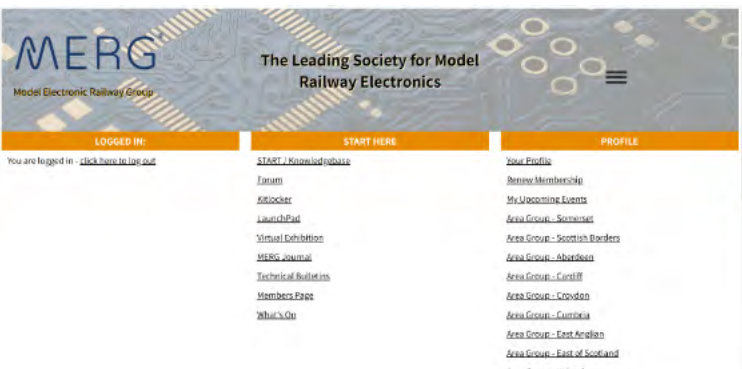 MERG
Model Electronic Railway Group
The Leading Society for Model
Railway Electronics
LOGGED IN:
You are logged in - click here to log out
START HERE
START / Knowledgebase
Forum
Kitlocker
LaunchPad
Virtual Exhibition
MERG Journal
Technical Bulletins
Members Page
What's On
PROFILE
Your Profile
Renew Membership
My Upcoming Events
Area Group - Somerset
Area Group - Scottish Borders
Area Group - Aberdeen
Area Group - Cardiff
Area Group - Croydon
Area Group - Cumbria
Area Group - East Anglian
Area Group - East of Scotland